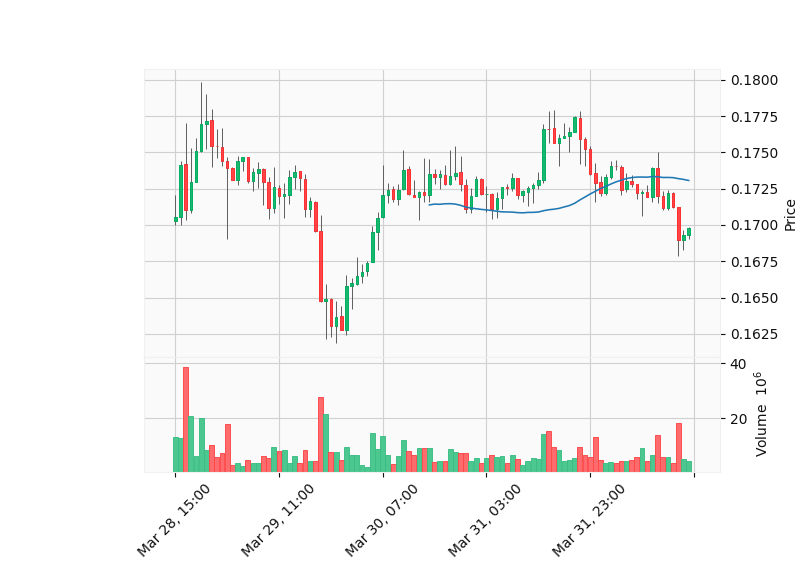 0.1800
0.1775
0.1750
0.1725
0.1700
0.1675
0.1650
0.1625
Price
40
20
Volume 10⁶
Mar 28, 15:00
Mar 29, 11:00
Mar 30, 07:00
Mar 31, 03:00
Mar 31, 23:00